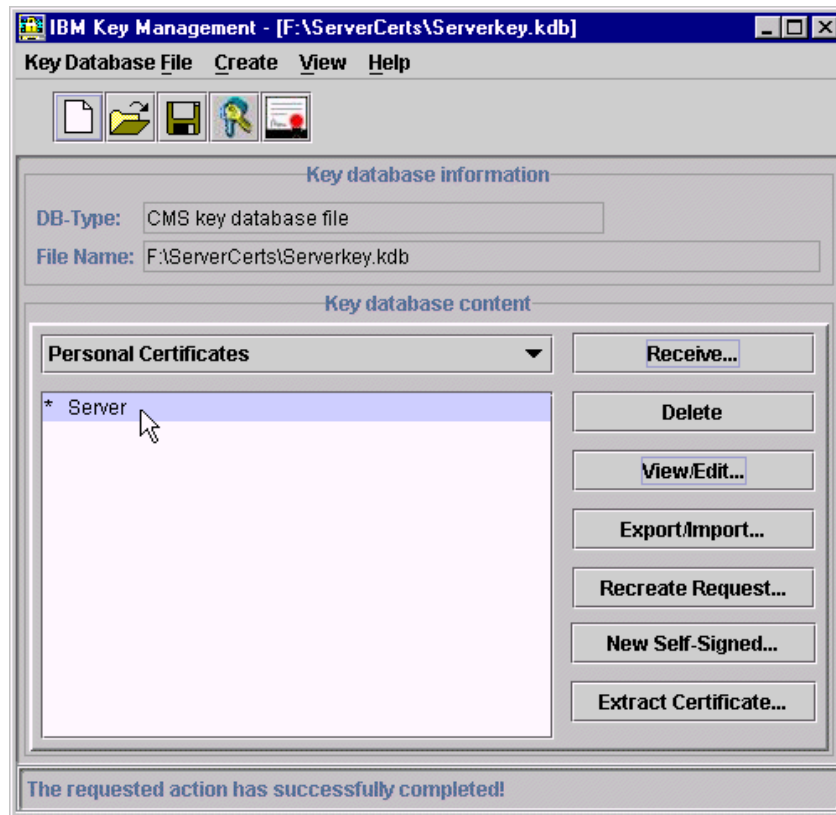 IBM Key Management - [F:\ServerCerts\Serverkey.kdb]
Key Database File Create View Help
Key database information
DB-Type: CMS key database file
File Name: F:\ServerCerts\Serverkey.kdb
Key database content
Personal Certificates
Receive...
* Server
Delete
View/Edit...
Export/Import...
Recreate Request...
New Self-Signed...
Extract Certificate...
The requested action has successfully completed!